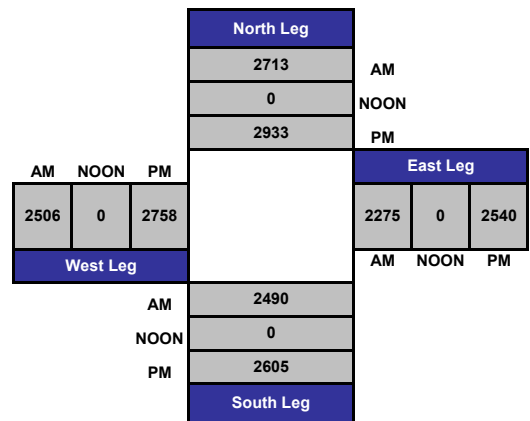 North Leg
2713 AM
0 NOON
2933 PM
AM NOON PM
East Leg
2506 0 2758
2275 0 2540
West Leg
AM NOON PM
AM 2490
NOON 0
PM 2605
South Leg